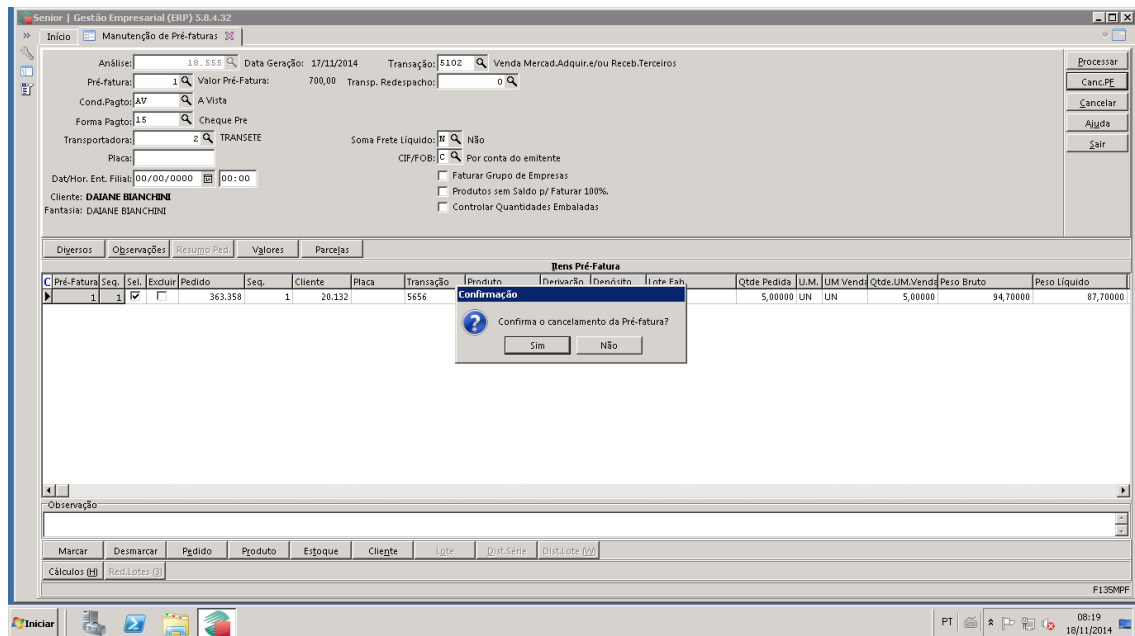 Senior | Gestão Empresarial (ERP) 5.8.4.32
Início Manutenção de Pré-faturas
Análise: 18.555 Data Geração: 17/11/2014 Transação: 5102 Venda Mercad.Adquir.e/ou Receb.Terceiros
Pré-fatura: 1 Valor Pré-Fatura: 700,00 Transp. Redespacho: 0
Cond.Pagto: AV A Vista
Forma Pagto: 15 Cheque Pre
Transportadora: 2 TRANSETE Soma Frete Líquido: N Não
Placa: CIF/FOB: C Por conta do emitente
Dat/Hor. Ent. Filial: 00/00/0000 00:00 Faturar Grupo de Empresas
Cliente: DAIANE BIANCHINI Produtos sem Saldo p/ Faturar 100%.
Fantasia: DAIANE BIANCHINI Controlar Quantidades Embaladas
Processar
Canc.PF
Cancelar
Ajuda
Sair
Diversos Observações Resumo Ped. Valores Parcelas
Itens Pré-Fatura
C Pré-Fatura Seq. Sel. Excluir Pedido Seq. Cliente Placa Transação Produto Derivação Depósito Lote Fab. Qtde Pedida U.M. UM Venda Qtde.UM.Venda Peso Bruto Peso Líquido
1 1 363.358 1 20.132 5656 5,00000 UN UN 5,00000 94,70000 87,70000
Confirmação
Confirma o cancelamento da Pré-fatura?
Sim Não
Observação
Marcar Desmarcar Pedido Produto Estoque Cliente Lote Dist.Série Dist.Lote (W)
Cálculos (H) Red.Lotes (3)
F135MPF
Iniciar PT 08:19
18/11/2014